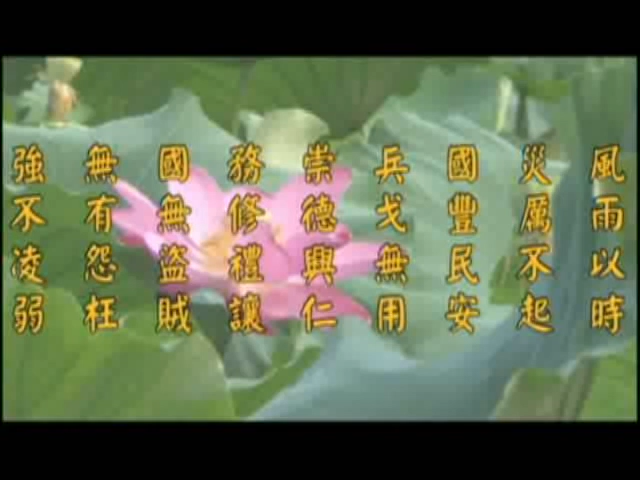 風雨以時
災厲不起
國豐民安
兵戈無用
崇德興仁
務修禮讓
國無盜賊
無有怨枉
強不凌弱